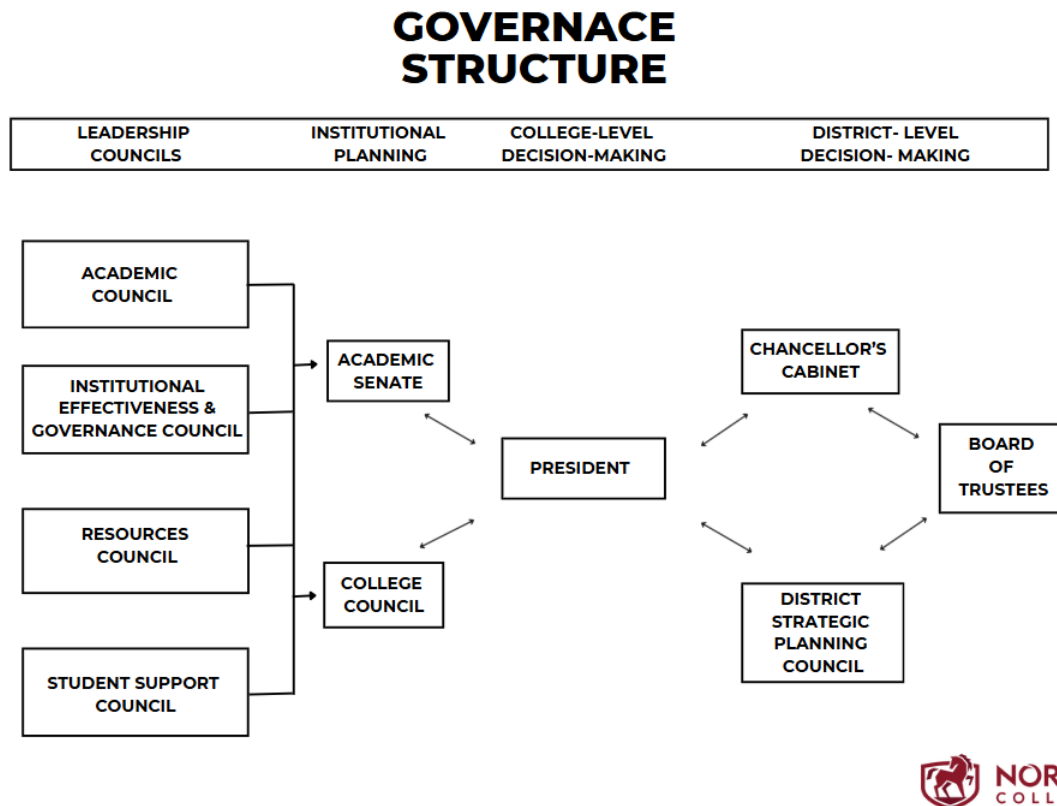 GOVERNACE
STRUCTURE
LEADERSHIP
COUNCILS
INSTITUTIONAL
PLANNING
COLLEGE-LEVEL
DECISION-MAKING
DISTRICT- LEVEL
DECISION- MAKING
ACADEMIC
COUNCIL
INSTITUTIONAL
EFFECTIVENESS &
GOVERNANCE COUNCIL
RESOURCES
COUNCIL
STUDENT SUPPORT
COUNCIL
ACADEMIC
SENATE
COLLEGE
COUNCIL
PRESIDENT
CHANCELLOR'S
CABINET
DISTRICT
STRATEGIC
PLANNING
COUNCIL
BOARD
OF
TRUSTEES